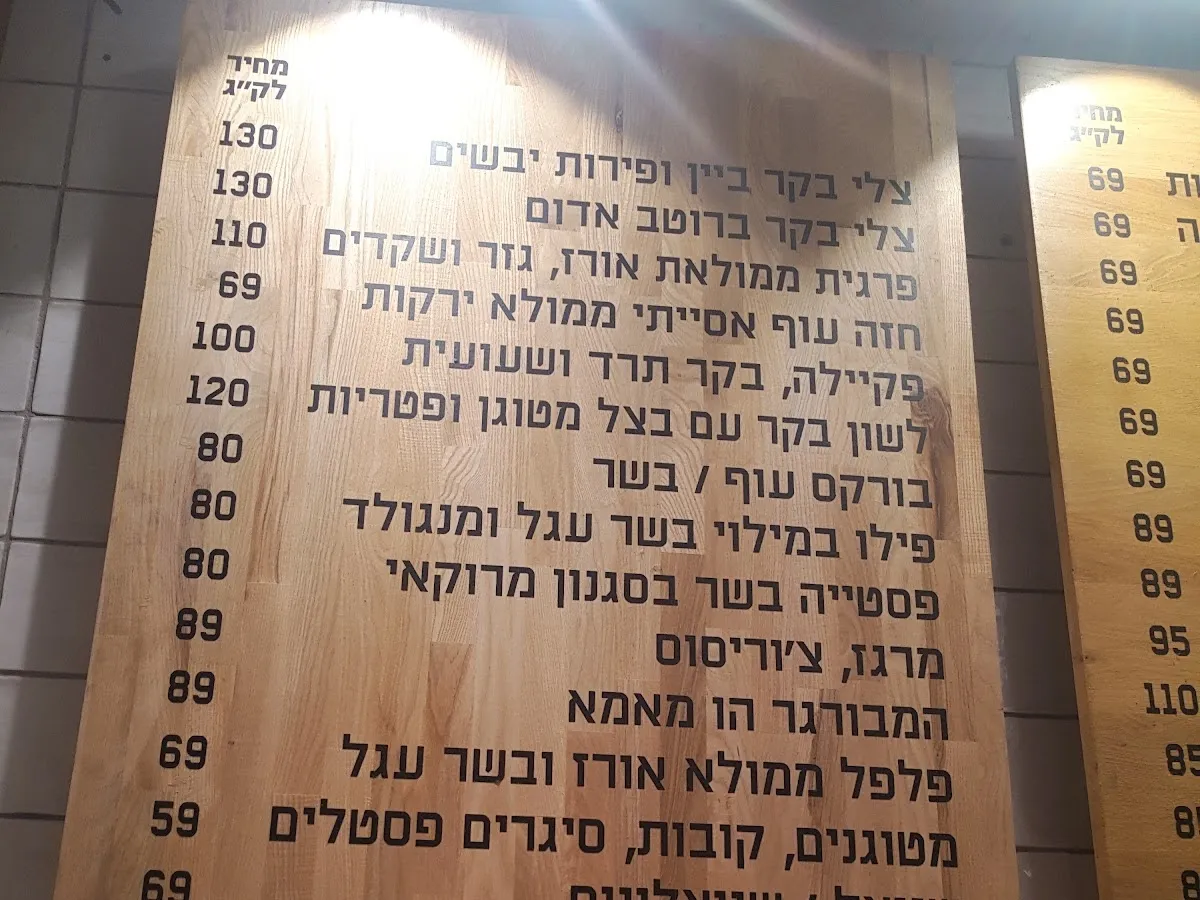 מחיר
לק״ג
צלי בקר ביין ופירות יבשים 130
צלי בקר ברוטב אדום 130
פרגית ממולאת אורז, גזר ושקדים 110
חזה עוף אסייתי ממולא ירקות 69
פקיילה, בקר תרד ושעועית 100
לשון בקר עם בצל מטוגן ופטריות 120
בורקס עוף / בשר 80
פילו במילוי בשר עגל ומנגולד 80
פסטייה בשר בסגנון מרוקאי 80
מרגז, צ׳וריסוס 89
המבורגר הו מאמא 89
פלפל ממולא אורז ובשר עגל 69
מטוגנים, קובות, סיגרים פסטלים 59
69
מחיר
לק״ג
69
69
69
69
69
69
69
89
89
95
110
85